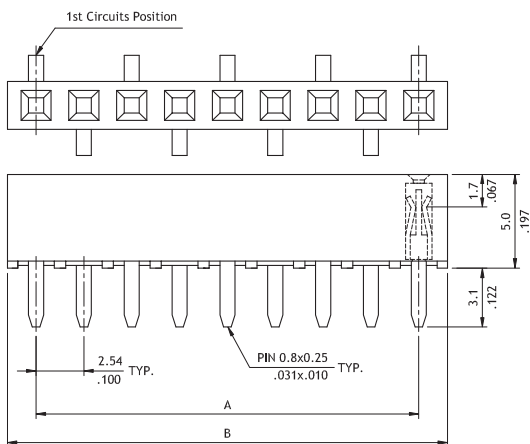 1st Circuits Position
1.7
.067
5.0
.197
3.1
.122
2.54
.100
TYP.
PIN 0.8x0.25
.031x.010
TYP.
A
B